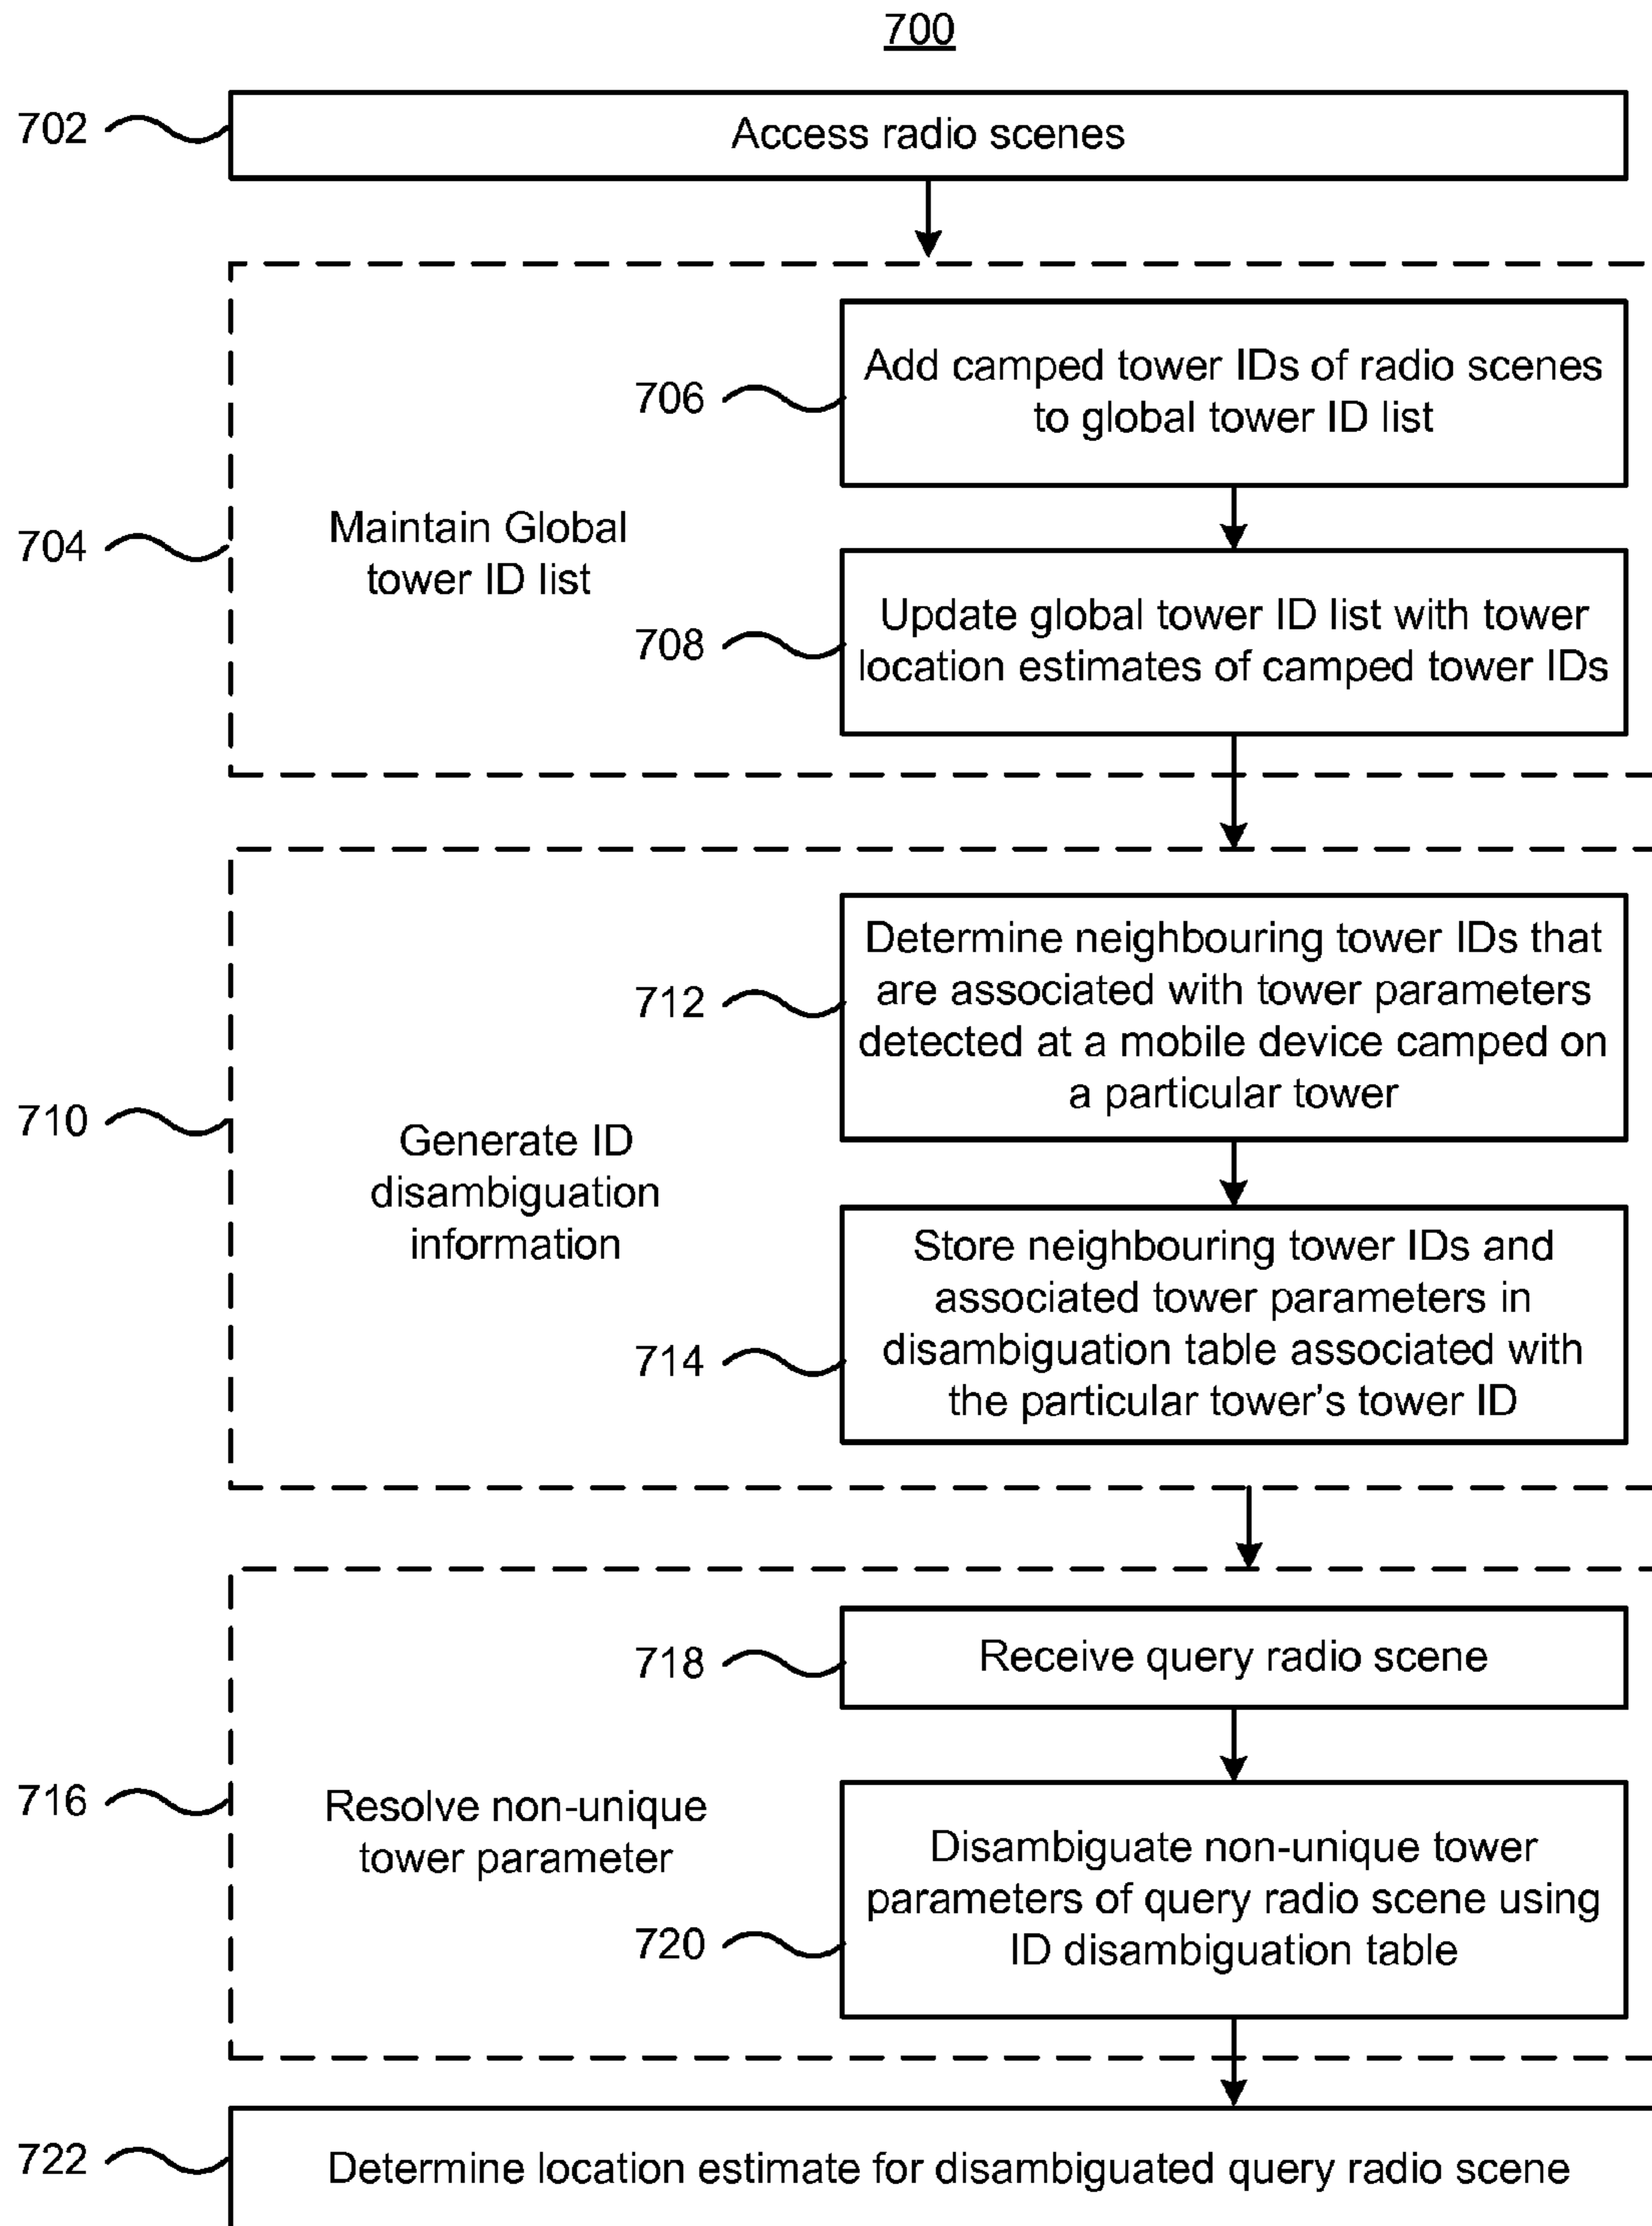 700
702
Access radio scenes
704
Maintain Global
tower ID list
706
Add camped tower IDs of radio scenes
to global tower ID list
708
Update global tower ID list with tower
location estimates of camped tower IDs
710
Generate ID
disambiguation
information
712
Determine neighbouring tower IDs that
are associated with tower parameters
detected at a mobile device camped on
a particular tower
714
Store neighbouring tower IDs and
associated tower parameters in
disambiguation table associated with
the particular tower's tower ID
716
Resolve non-unique
tower parameter
718
Receive query radio scene
720
Disambiguate non-unique tower
parameters of query radio scene using
ID disambiguation table
722
Determine location estimate for disambiguated query radio scene